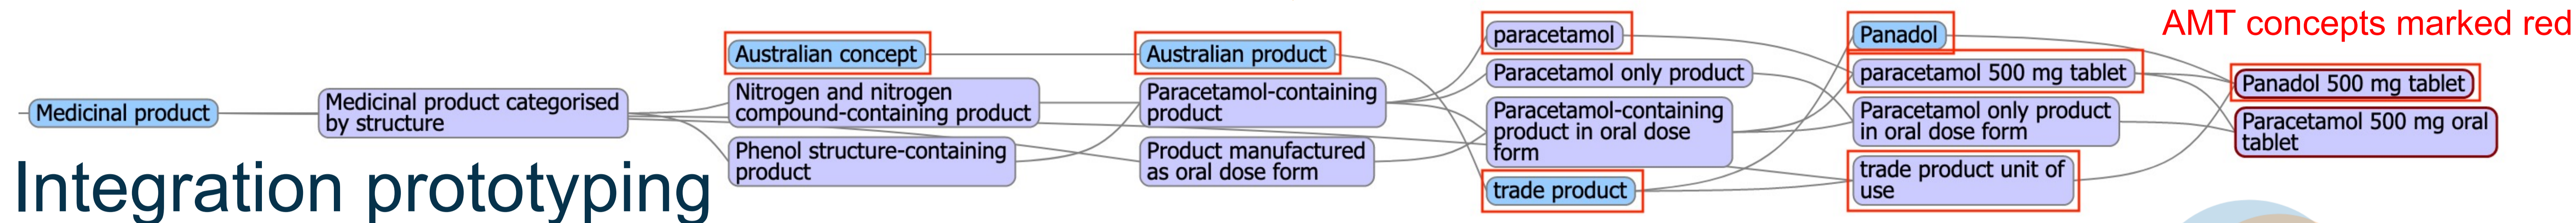 AMT concepts marked red
Medicinal product
Medicinal product categorised
by structure
Australian concept
Nitrogen and nitrogen
compound-containing product
Phenol structure-containing
product
Australian product
Paracetamol-containing
product
Product manufactured
as oral dose form
paracetamol
Paracetamol only product
Paracetamol-containing
product in oral dose
form
trade product
Panadol
paracetamol 500 mg tablet
Paracetamol only product
in oral dose form
trade product unit of
use
Panadol 500 mg tablet
Paracetamol 500 mg oral
tablet
Integration prototyping